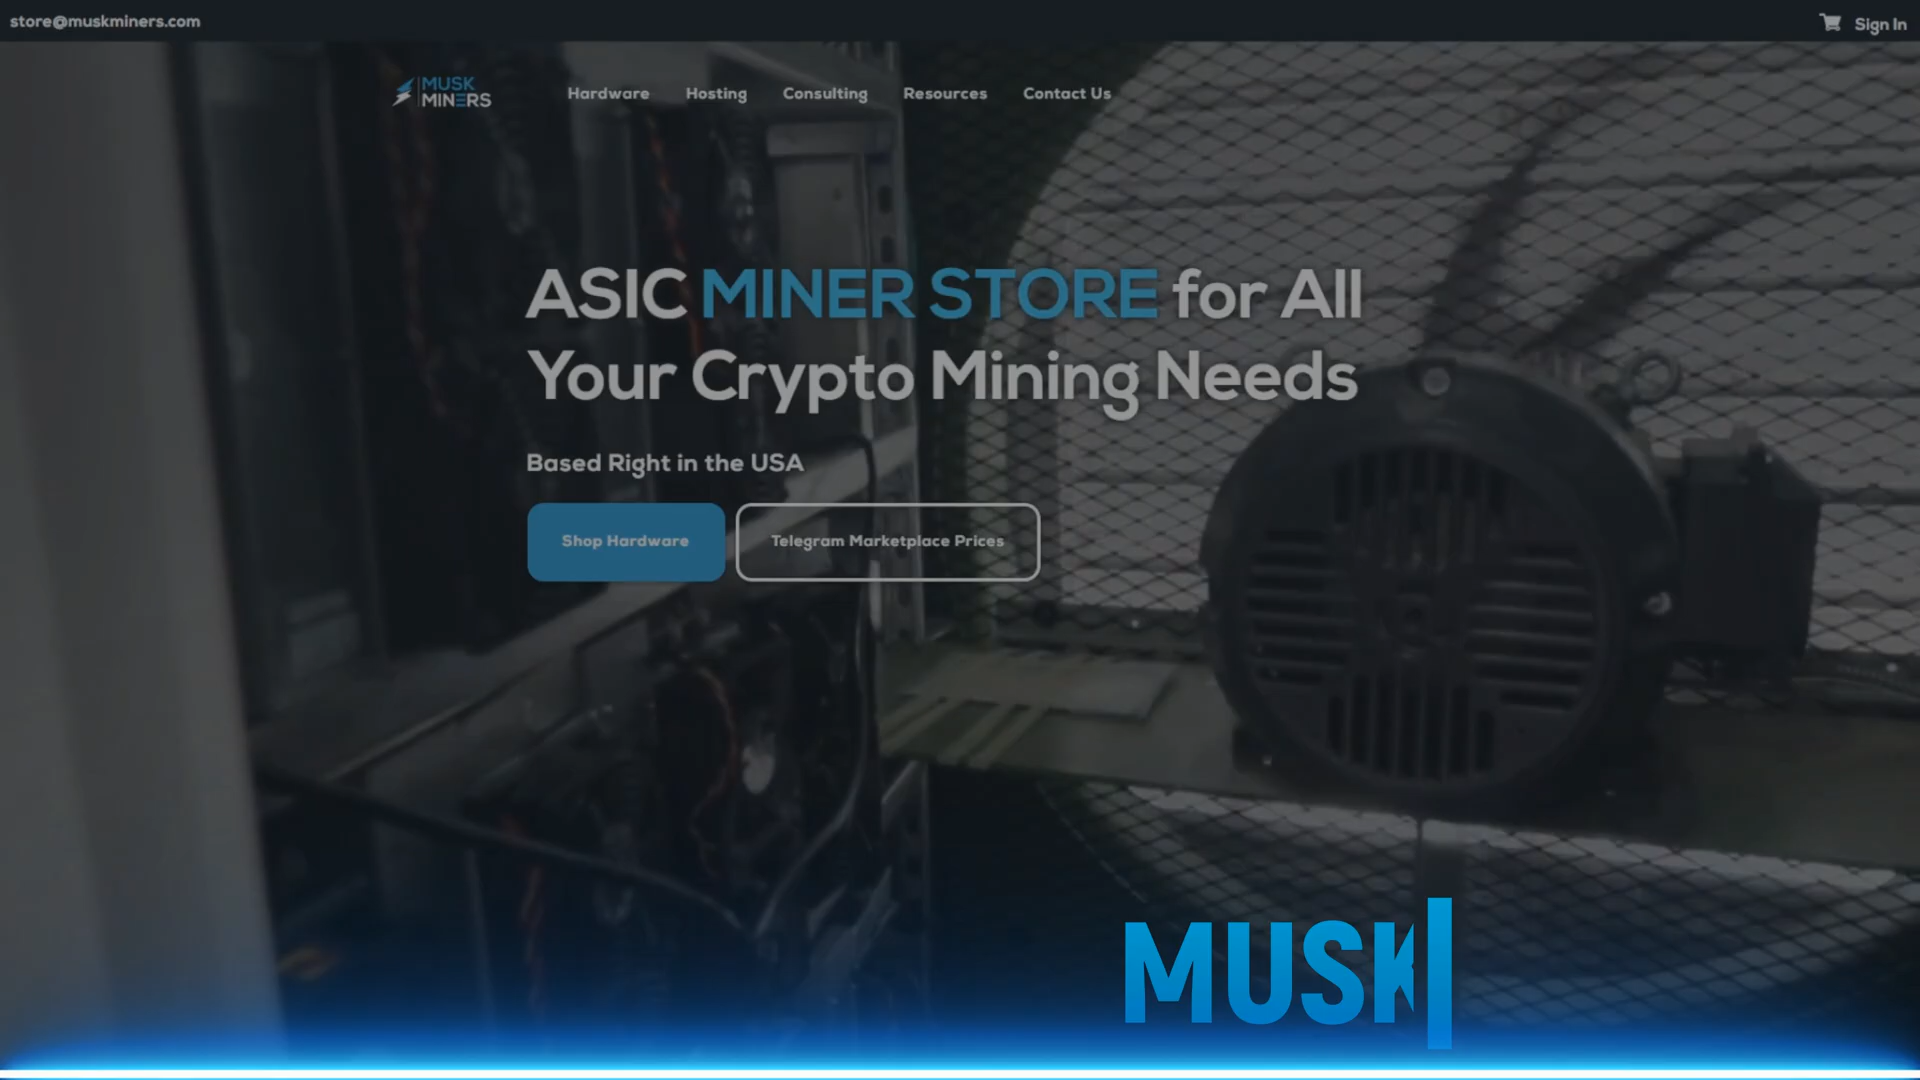 store@muskminers.com
Sign In
MUSK
MINERS
Hardware
Hosting
Consulting
Resources
Contact Us
ASIC MINER STORE for All
Your Crypto Mining Needs
Based Right in the USA
Shop Hardware
Telegram Marketplace Prices
MUSK